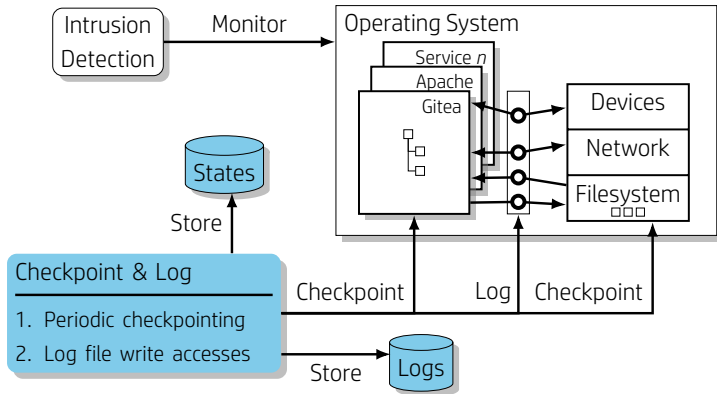 Intrusion
Detection
Monitor
Operating System
Service n
Apache
Gitea
Devices
Network
Filesystem
States
Store
Checkpoint & Log
1. Periodic checkpointing
2. Log file write accesses
Checkpoint
Log
Checkpoint
Store
Logs